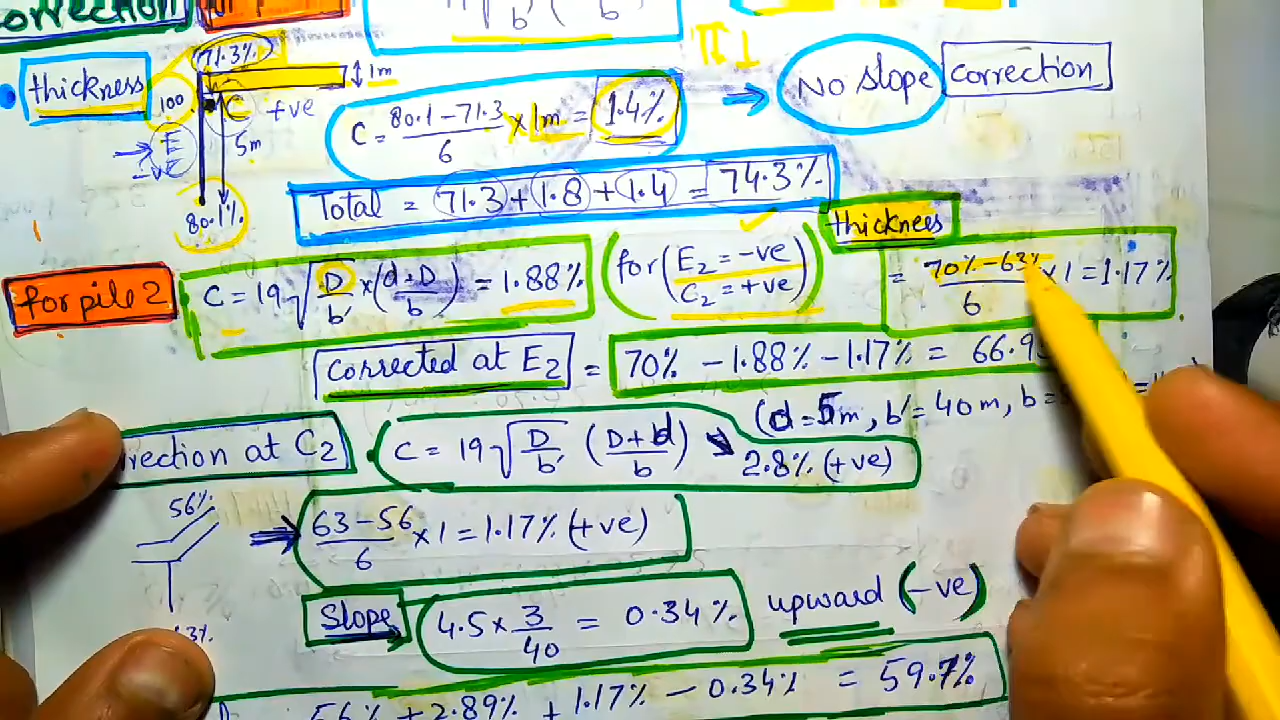 correction
71.3%
thickness
100
C +ve
1m
E
-ve
5m
80.1%
C = 80.1-71.3/6 × 1m = 1.4%
No slope correction
Total = 71.3 + 1.8 + 1.4 = 74.3%
for pile 2
C = 19√D/b' × (d+D/b) = 1.88%
for (E2 = -ve
C2 = +ve)
thicknees
= 70%-63%/6 × 1 = 1.17%
corrected at E2 = 70% - 1.88% - 1.17% = 66.9
rection at C2
C = 19√D/b' (D+d/b)
(d = 5m, b' = 40m, b =
2.8% (+ve)
56%
63-56/6 × 1 = 1.17% (+ve)
Slope
4.5 × 3/40 = 0.34% upward (-ve)
3%
56% + 2.89% + 1.17% - 0.34% = 59.7%